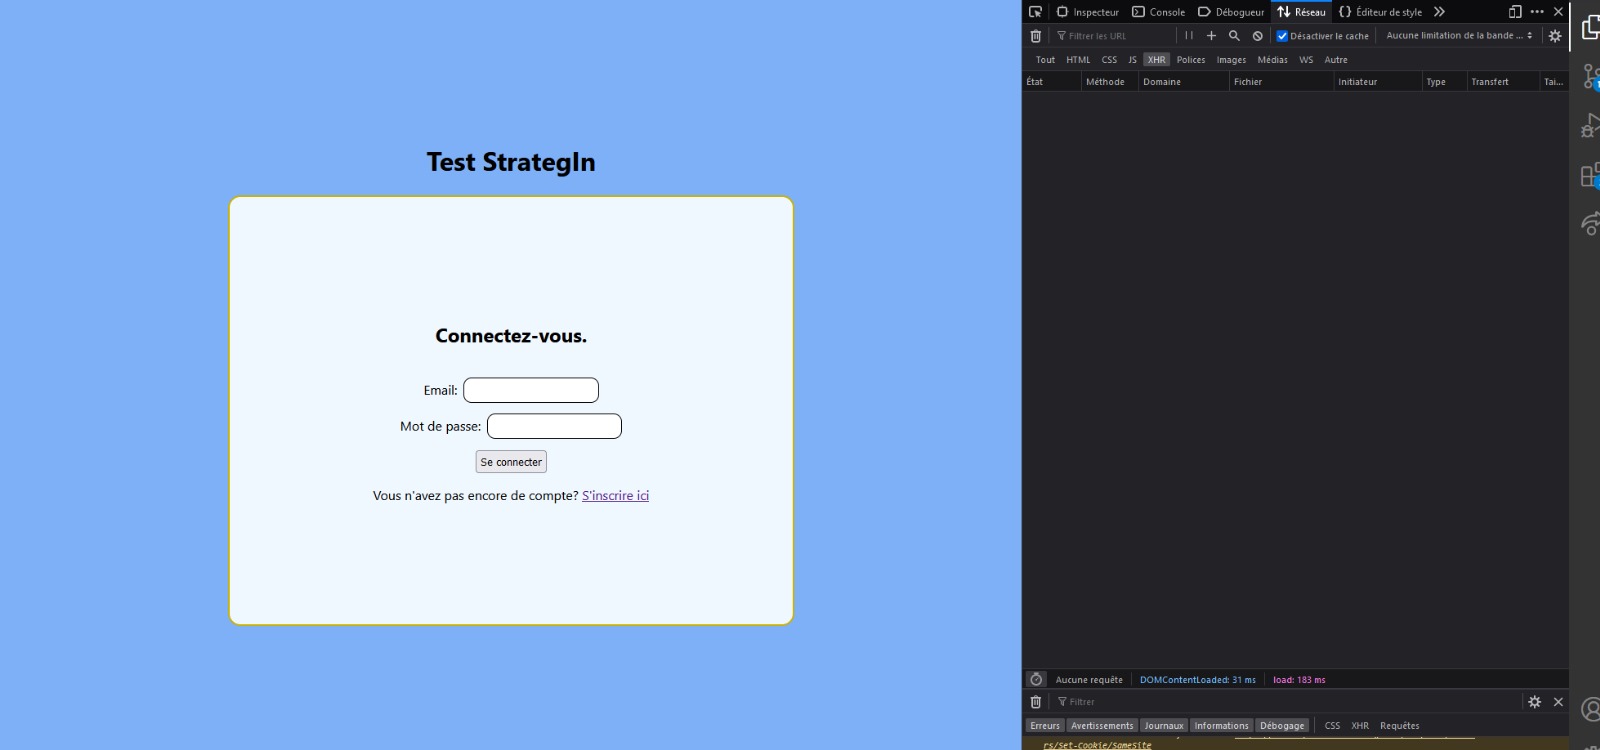 Test StrategIn
Connectez-vous.
Email:
Mot de passe:
Se connecter
Vous n'avez pas encore de compte? S'inscrire ici
Inspecteur Console Débogueur Réseau Éditeur de style
Filtrer les URL Désactiver le cache Aucune limitation de la bande ...
Tout HTML CSS JS XHR Polices Images Médias WS Autre
État Méthode Domaine Fichier Initiateur Type Transfert Tai...
Aucune requête DOMContentLoaded: 31 ms load: 183 ms
Filtrer
Erreurs Avertissements Journaux Informations Débogage CSS XHR Requêtes
rs/Set-Cookie/SameSite